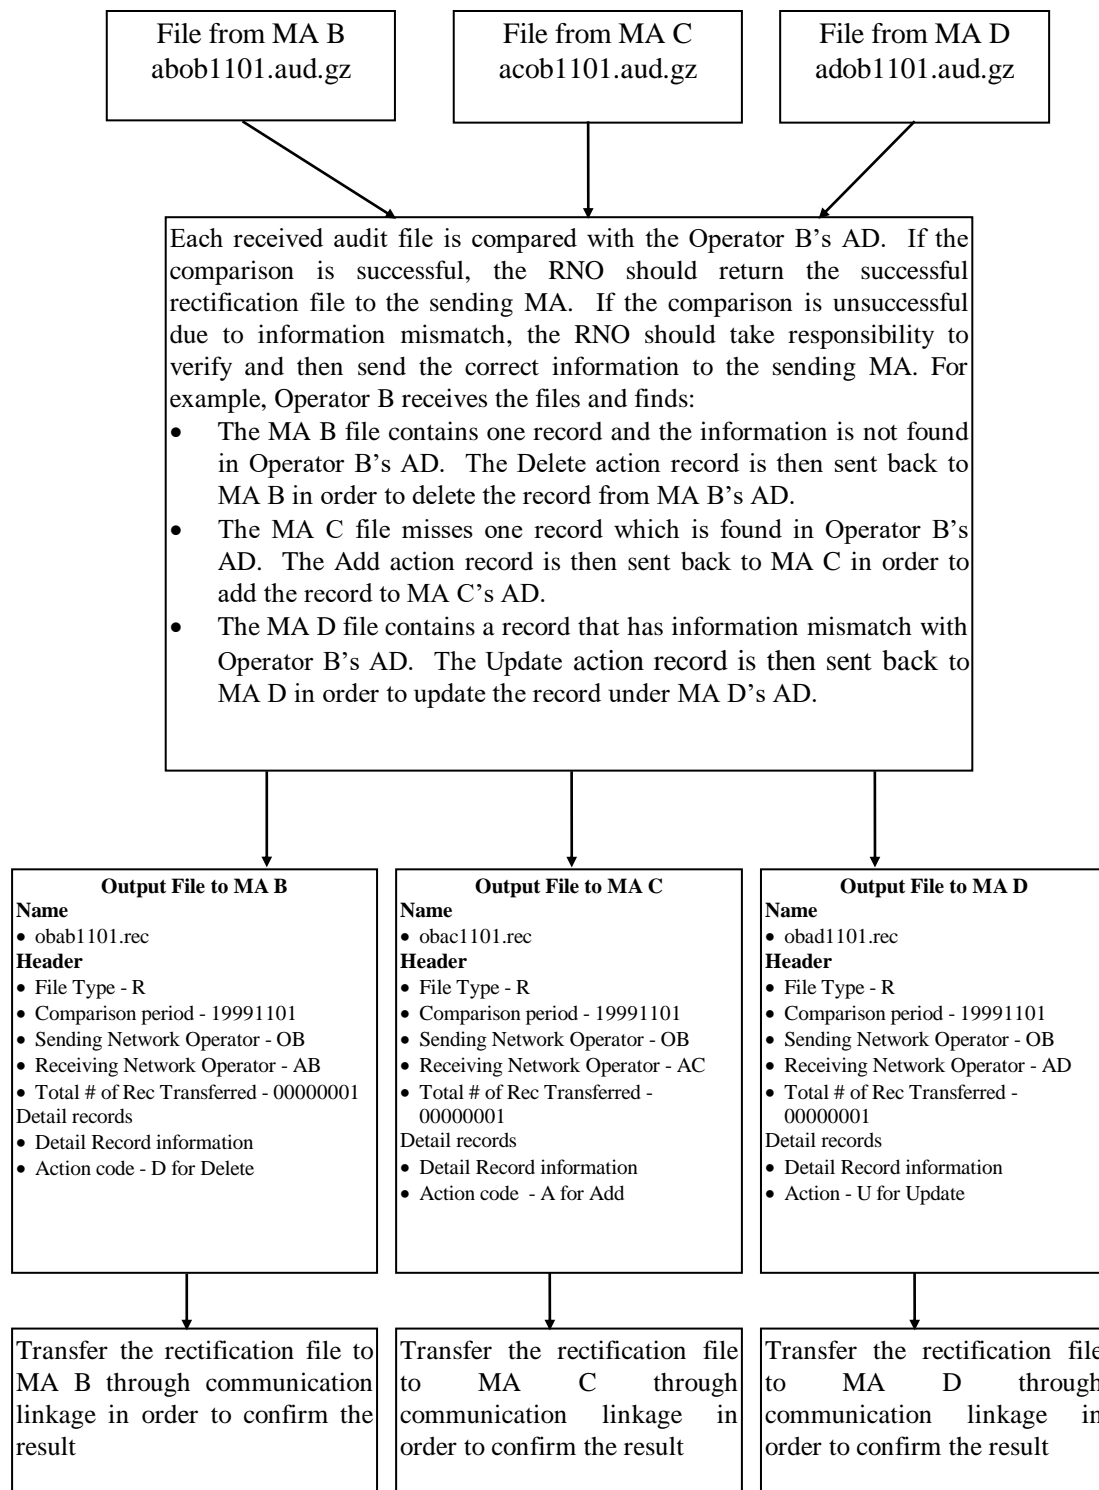 File from MA B
abob1101.aud.gz
File from MA C
acob1101.aud.gz
File from MA D
adob1101.aud.gz
Each received audit file is compared with the Operator B’s AD. If the
comparison is successful, the RNO should return the successful
rectification file to the sending MA. If the comparison is unsuccessful
due to information mismatch, the RNO should take responsibility to
verify and then send the correct information to the sending MA. For
example, Operator B receives the files and finds:
• The MA B file contains one record and the information is not found
in Operator B’s AD. The Delete action record is then sent back to
MA B in order to delete the record from MA B’s AD.
• The MA C file misses one record which is found in Operator B’s
AD. The Add action record is then sent back to MA C in order to
add the record to MA C’s AD.
• The MA D file contains a record that has information mismatch with
Operator B’s AD. The Update action record is then sent back to
MA D in order to update the record under MA D’s AD.
Output File to MA B
Name
• obab1101.rec
Header
• File Type - R
• Comparison period - 19991101
• Sending Network Operator - OB
• Receiving Network Operator - AB
• Total # of Rec Transferred - 00000001
Detail records
• Detail Record information
• Action code - D for Delete
Output File to MA C
Name
• obac1101.rec
Header
• File Type - R
• Comparison period - 19991101
• Sending Network Operator - OB
• Receiving Network Operator - AC
• Total # of Rec Transferred -
00000001
Detail records
• Detail Record information
• Action code - A for Add
Output File to MA D
Name
• obad1101.rec
Header
• File Type - R
• Comparison period - 19991101
• Sending Network Operator - OB
• Receiving Network Operator - AD
• Total # of Rec Transferred -
00000001
Detail records
• Detail Record information
• Action - U for Update
Transfer the rectification file to
MA B through communication
linkage in order to confirm the
result
Transfer the rectification file
to MA C through
communication linkage in
order to confirm the result
Transfer the rectification file
to MA D through
communication linkage in
order to confirm the result